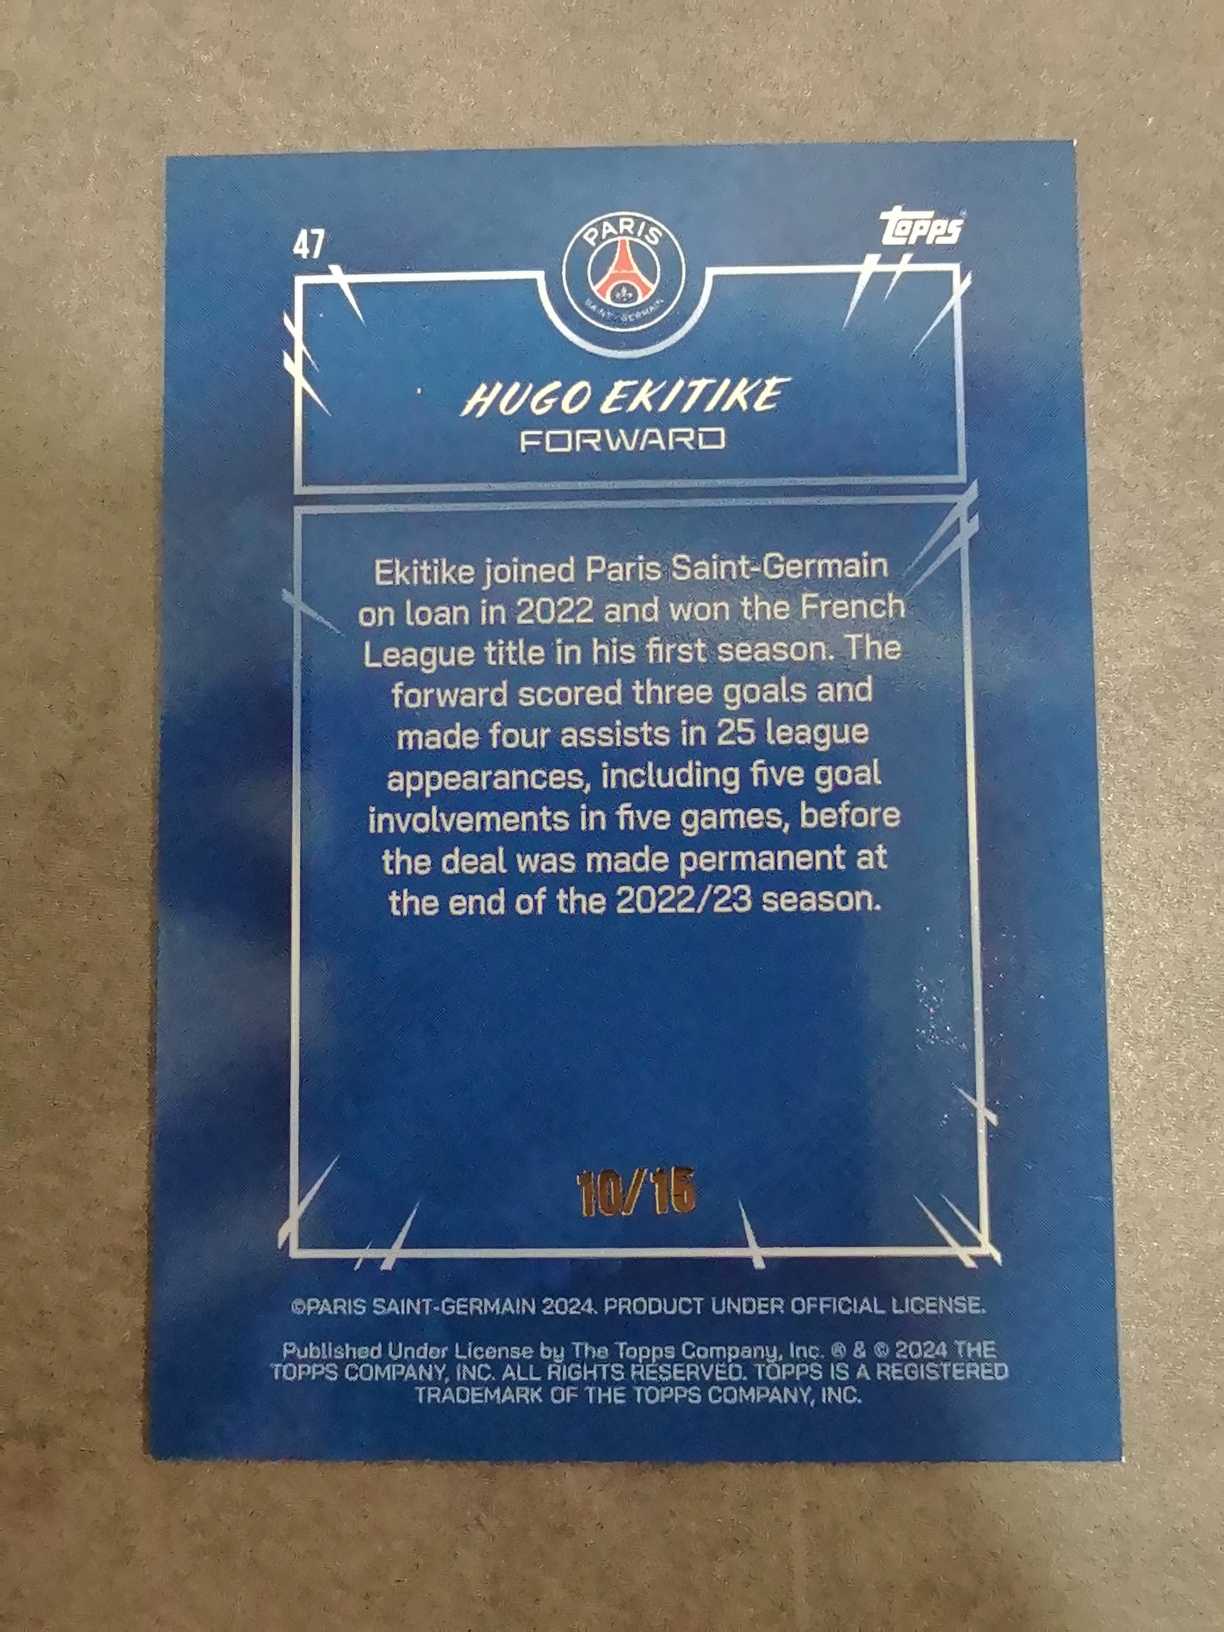 47
PARIS
SAINT-GERMAIN
topps
HUGO EKITIKE
FORWARD
Ekitike joined Paris Saint-Germain
on loan in 2022 and won the French
League title in his first season. The
forward scored three goals and
made four assists in 25 league
appearances, including five goal
involvements in five games, before
the deal was made permanent at
the end of the 2022/23 season.
10/15
©PARIS SAINT-GERMAIN 2024. PRODUCT UNDER OFFICIAL LICENSE.
Published Under License by The Topps Company, Inc. ® & © 2024 THE
TOPPS COMPANY, INC. ALL RIGHTS RESERVED. TOPPS IS A REGISTERED
TRADEMARK OF THE TOPPS COMPANY, INC.